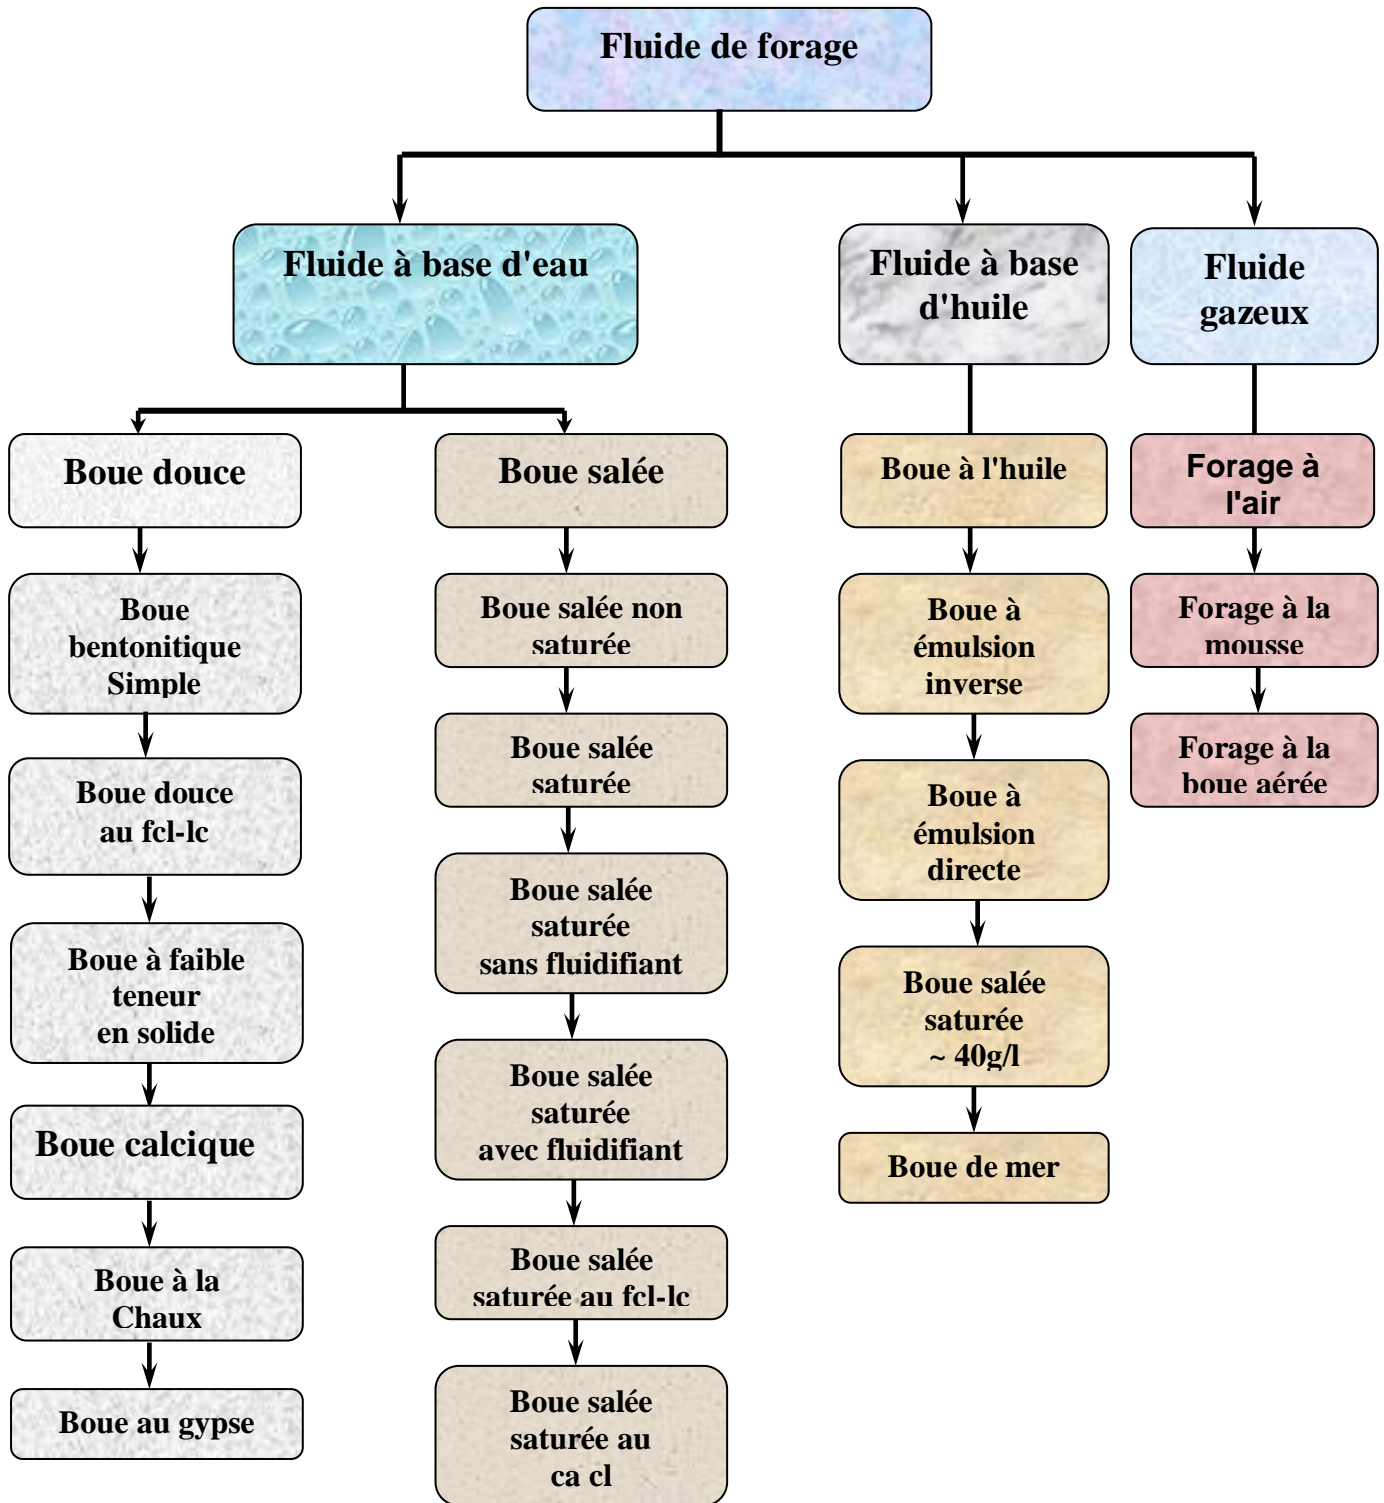 Fluide de forage
Fluide à base d'eau
Fluide à base
d'huile
Fluide
gazeux
Boue douce
Boue salée
Boue à l'huile
Forage à
l'air
Boue
bentonitique
Simple
Boue salée non
saturée
Boue à
émulsion
inverse
Forage à la
mousse
Boue douce
au fcl-lc
Boue salée
saturée
Boue à
émulsion
directe
Forage à la
boue aérée
Boue à faible
teneur
en solide
Boue salée
saturée
sans fluidifiant
Boue salée
saturée
~ 40g/l
Boue calcique
Boue salée
saturée
avec fluidifiant
Boue de mer
Boue à la
Chaux
Boue salée
saturée au fcl-lc
Boue au gypse
Boue salée
saturée au
ca cl